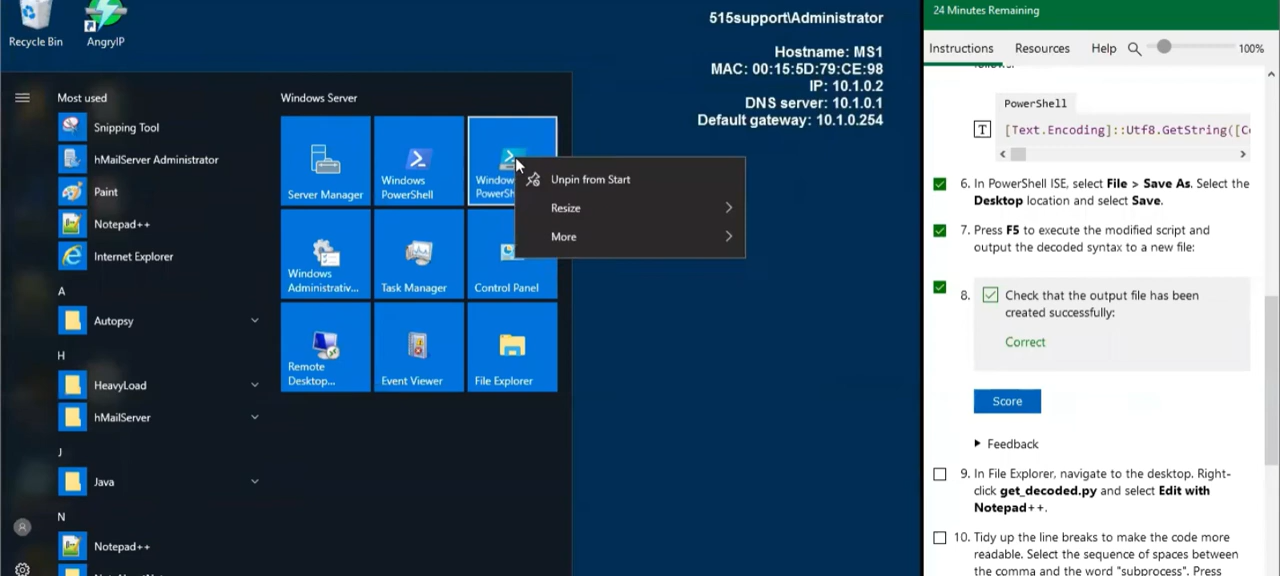 Recycle Bin
AngryIP
515support\Administrator
Hostname: MS1
MAC: 00:15:5D:79:CE:98
IP: 10.1.0.2
DNS server: 10.1.0.1
Default gateway: 10.1.0.254
Most used
Snipping Tool
hMailServer Administrator
Paint
Notepad++
Internet Explorer
A
Autopsy
H
HeavyLoad
hMailServer
J
Java
N
Notepad++
Windows Server
Server Manager
Windows
PowerShell
Window
PowerSh
Windows
Administrativ...
Task Manager
Control Panel
Remote
Desktop...
Event Viewer
File Explorer
Unpin from Start
Resize
More
24 Minutes Remaining
Instructions
Resources
Help
100%
follows:
PowerShell
T
[Text.Encoding]::Utf8.GetString([Co
6. In PowerShell ISE, select File > Save As. Select the
Desktop location and select Save.
7. Press F5 to execute the modified script and
output the decoded syntax to a new file:
8. Check that the output file has been
created successfully:
Correct
Score
Feedback
9. In File Explorer, navigate to the desktop. Right-
click get_decoded.py and select Edit with
Notepad++.
10. Tidy up the line breaks to make the code more
readable. Select the sequence of spaces between
the comma and the word "subprocess". Press